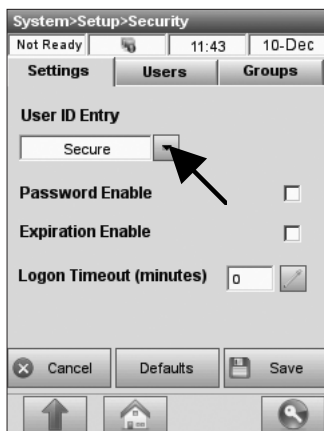 System>Setup>Security
Not Ready 11:43 10-Dec
Settings Users Groups
User ID Entry
Secure
Password Enable
Expiration Enable
Logon Timeout (minutes) 0
Cancel Defaults Save